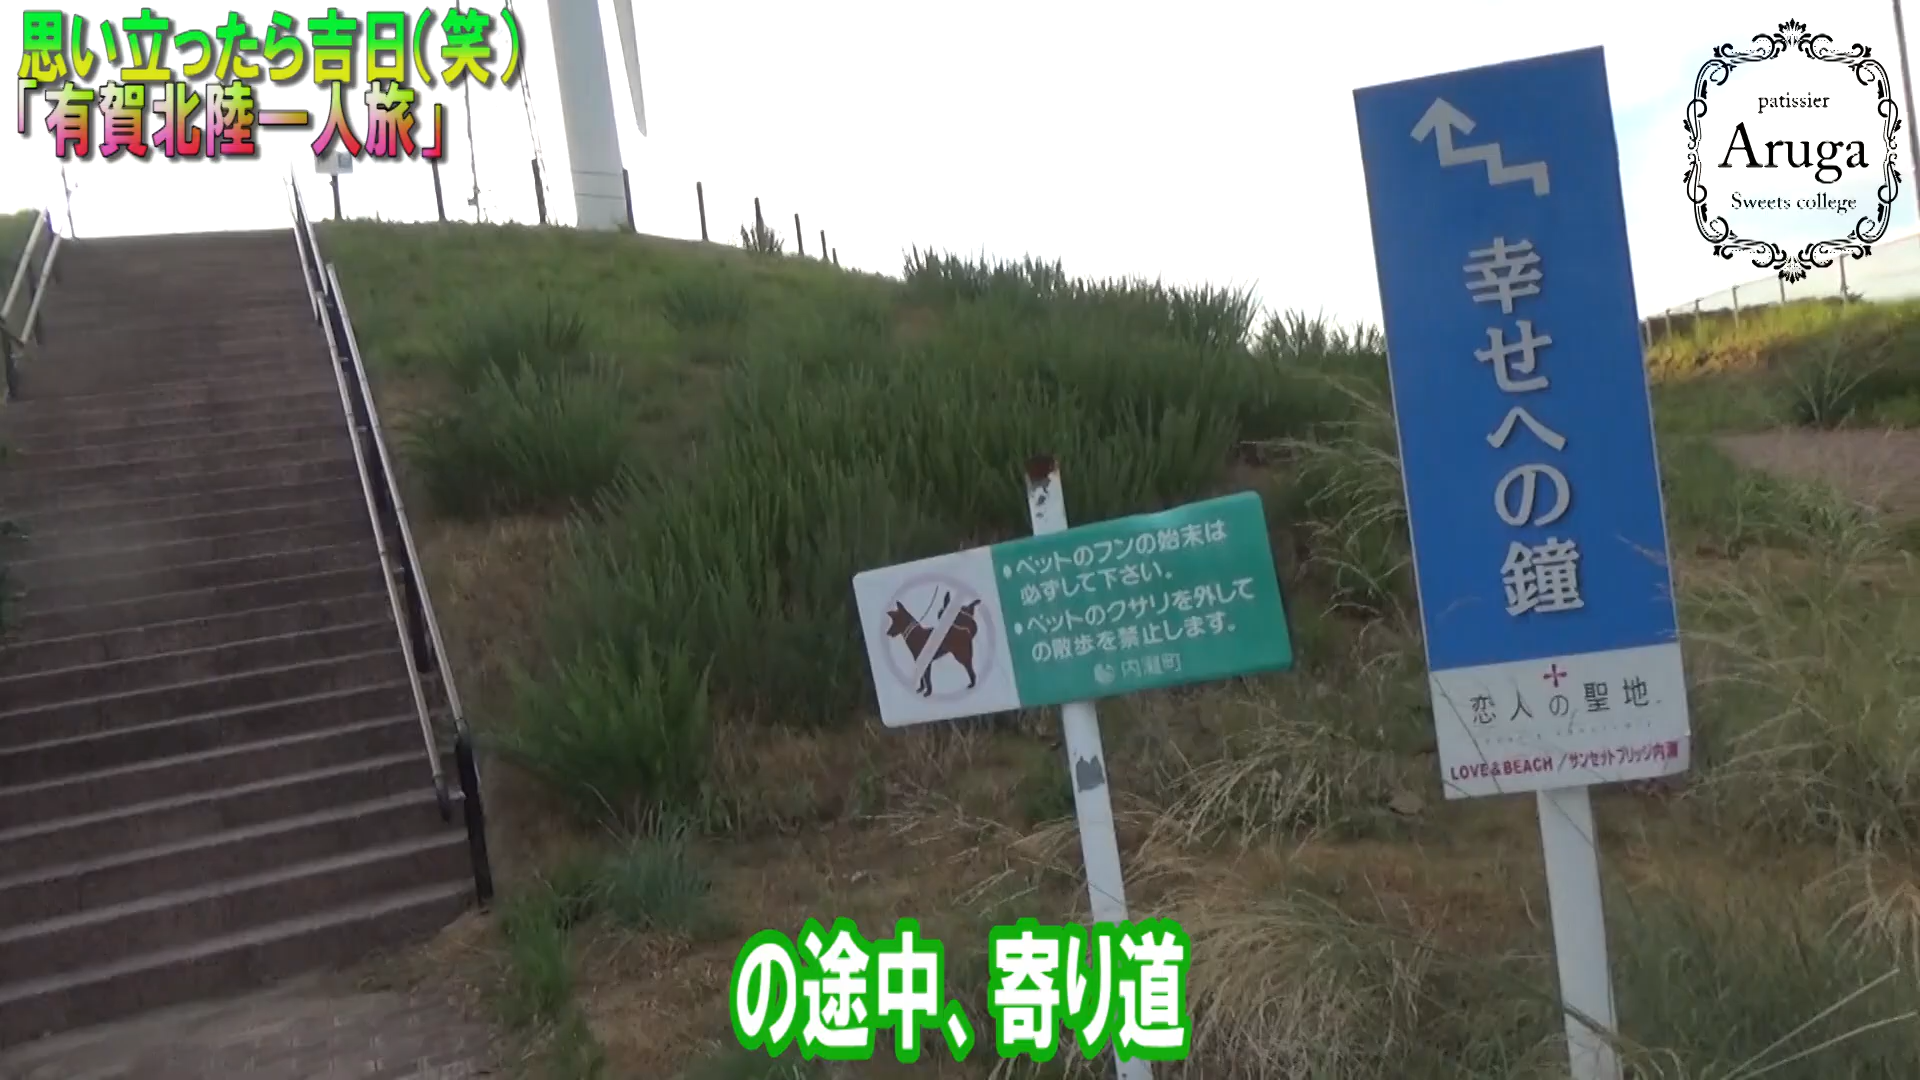 思い立ったら吉日(笑)
「有賀北陸一人旅」
patissier
Aruga
Sweets college
幸せへの鐘
恋人の聖地
LOVE&BEACH/サンセットブリッジ内灘
・ペットのフンの始末は
必ずして下さい。
・ペットのクサリを外して
の散歩を禁止します。
内灘町
の途中、寄り道